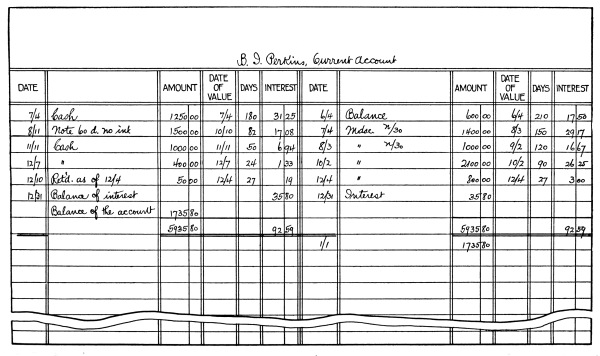 B. I. Perkins, Current Account
DATE AMOUNT DATE OF VALUE DAYS INTEREST DATE AMOUNT DATE OF VALUE DAYS INTEREST
7/4 Cash 1250 00 7/4 180 31 25 6/4 Balance 600 00 6/4 210 17 50
8/11 Note 60 d. no int 1500 00 10/10 82 17 08 7/4 Mdse n/30 1400 00 8/3 150 29 17
11/11 Cash 1000 00 11/11 50 6 94 8/3 " n/30 1000 00 9/2 120 16 67
12/7 " 400 00 12/7 24 1 33 10/2 " 2100 00 10/2 90 26 25
12/10 Ret'd. as of 12/4 50 00 12/4 27 19 12/4 " 800 00 12/4 27 3 00
12/31 Balance of interest 35 80 12/31 Interest 35 80
Balance of the account 1735 80
5935 80 92 59 5935 80 92 59
1/1 1735 80